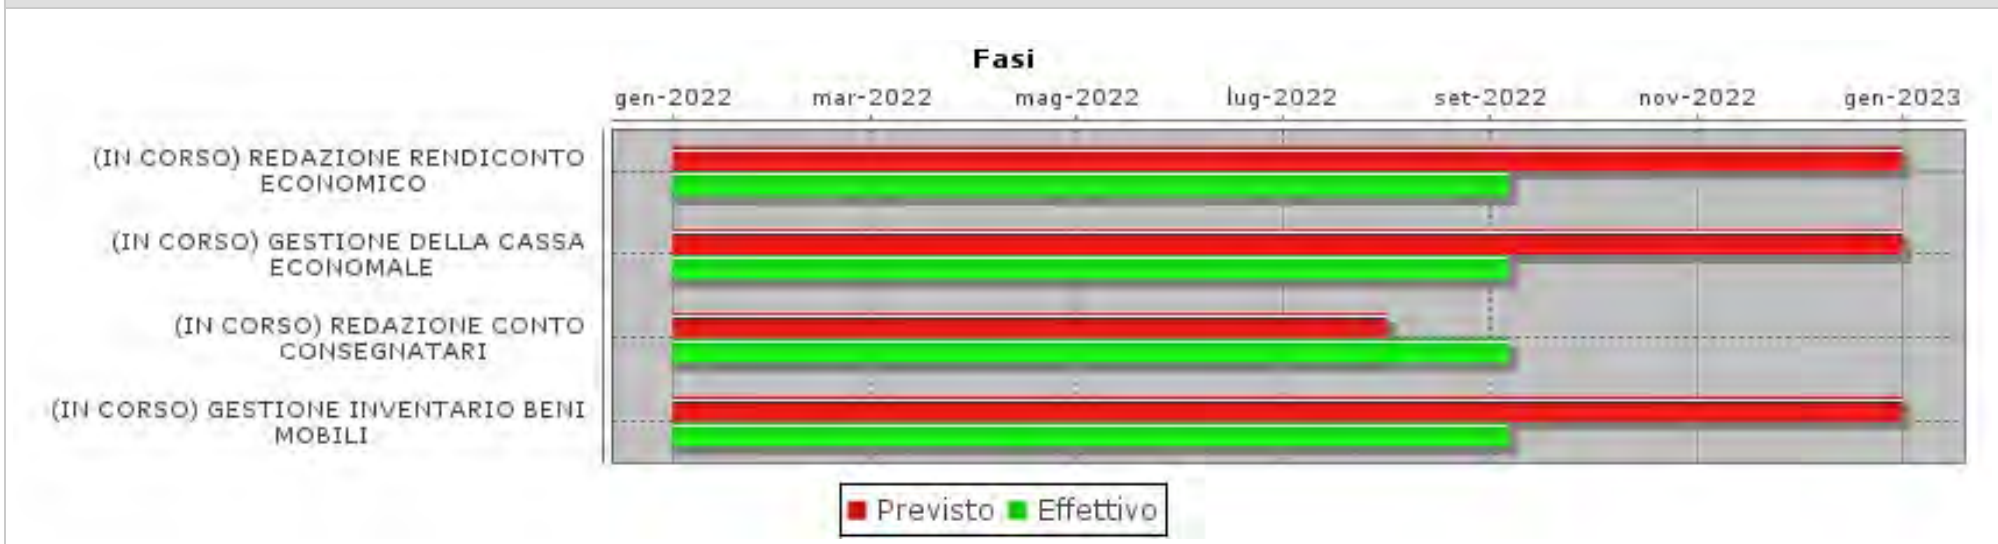 Fasi
gen-2022 mar-2022 mag-2022 lug-2022 set-2022 nov-2022 gen-2023
(IN CORSO) REDAZIONE RENDICONTO
ECONOMICO
(IN CORSO) GESTIONE DELLA CASSA
ECONOMALE
(IN CORSO) REDAZIONE CONTO
CONSEGNATARI
(IN CORSO) GESTIONE INVENTARIO BENI
MOBILI
Previsto Effettivo